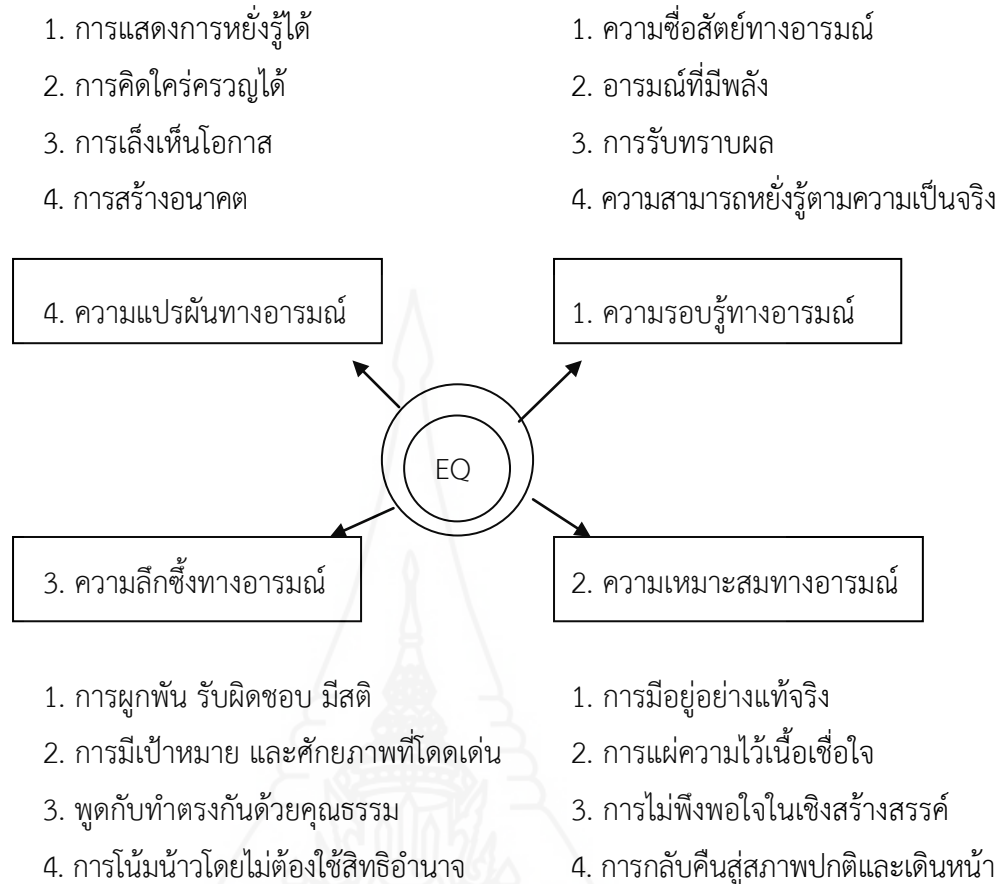 1. การแสดงการหยั่งรู้ได้
2. การคิดใคร่ครวญได้
3. การเล็งเห็นโอกาส
4. การสร้างอนาคต
1. ความซื่อสัตย์ทางอารมณ์
2. อารมณ์ที่มีพลัง
3. การรับทราบผล
4. ความสามารถหยั่งรู้ตามความเป็นจริง
4. ความแปรผันทางอารมณ์
1. ความรอบรู้ทางอารมณ์
EQ
3. ความลึกซึ้งทางอารมณ์
2. ความเหมาะสมทางอารมณ์
1. การผูกพัน รับผิดชอบ มีสติ
2. การมีเป้าหมาย และศักยภาพที่โดดเด่น
3. พูดกับทำตรงกันด้วยคุณธรรม
4. การโน้มน้าวโดยไม่ต้องใช้สิทธิอำนาจ
1. การมีอยู่อย่างแท้จริง
2. การแผ่ความไว้เนื้อเชื่อใจ
3. การไม่พึงพอใจในเชิงสร้างสรรค์
4. การกลับคืนสู่สภาพปกติและเดินหน้า